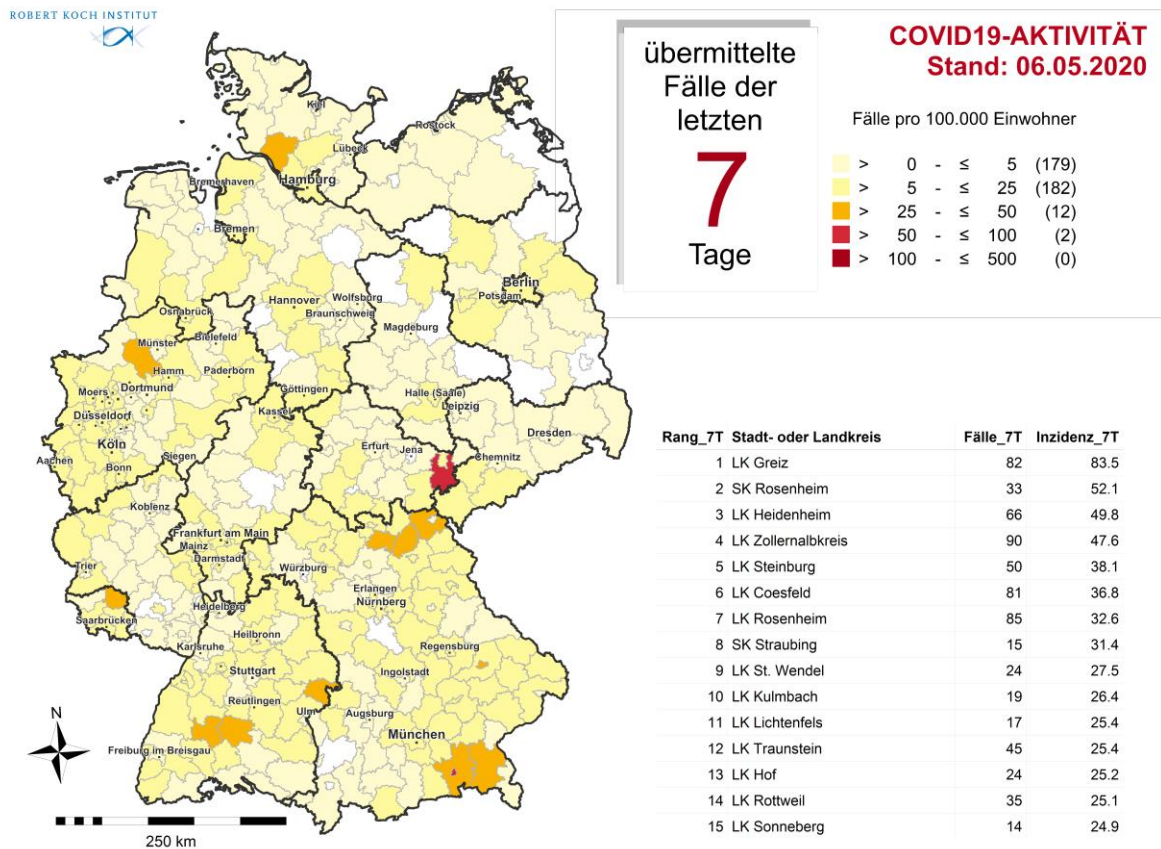 ROBERT KOCH INSTITUT
übermittelte
Fälle der
letzten
7
Tage
COVID19-AKTIVITÄT
Stand: 06.05.2020
Fälle pro 100.000 Einwohner
> 0 - ≤ 5 (179)
> 5 - ≤ 25 (182)
> 25 - ≤ 50 (12)
> 50 - ≤ 100 (2)
> 100 - ≤ 500 (0)
Kiel
Rostock
Lübeck
Hamburg
Bremerhaven
Bremen
Berlin
Potsdam
Hannover
Wolfsburg
Braunschweig
Magdeburg
Osnabrück
Bielefeld
Münster
Hamm
Paderborn
Moers
Dortmund
Göttingen
Halle (Saale)
Leipzig
Düsseldorf
Kassel
Dresden
Köln
Erfurt
Jena
Chemnitz
Aachen
Bonn
Siegen
Koblenz
Frankfurt am Main
Mainz
Darmstadt
Trier
Würzburg
Erlangen
Nürnberg
Heidelberg
Saarbrücken
Heilbronn
Karlsruhe
Regensburg
Stuttgart
Ingolstadt
Reutlingen
Ulm
Augsburg
München
Freiburg im Breisgau
N
250 km
Rang_7T Stadt- oder Landkreis Fälle_7T Inzidenz_7T
1 LK Greiz 82 83.5
2 SK Rosenheim 33 52.1
3 LK Heidenheim 66 49.8
4 LK Zollernalbkreis 90 47.6
5 LK Steinburg 50 38.1
6 LK Coesfeld 81 36.8
7 LK Rosenheim 85 32.6
8 SK Straubing 15 31.4
9 LK St. Wendel 24 27.5
10 LK Kulmbach 19 26.4
11 LK Lichtenfels 17 25.4
12 LK Traunstein 45 25.4
13 LK Hof 24 25.2
14 LK Rottweil 35 25.1
15 LK Sonneberg 14 24.9